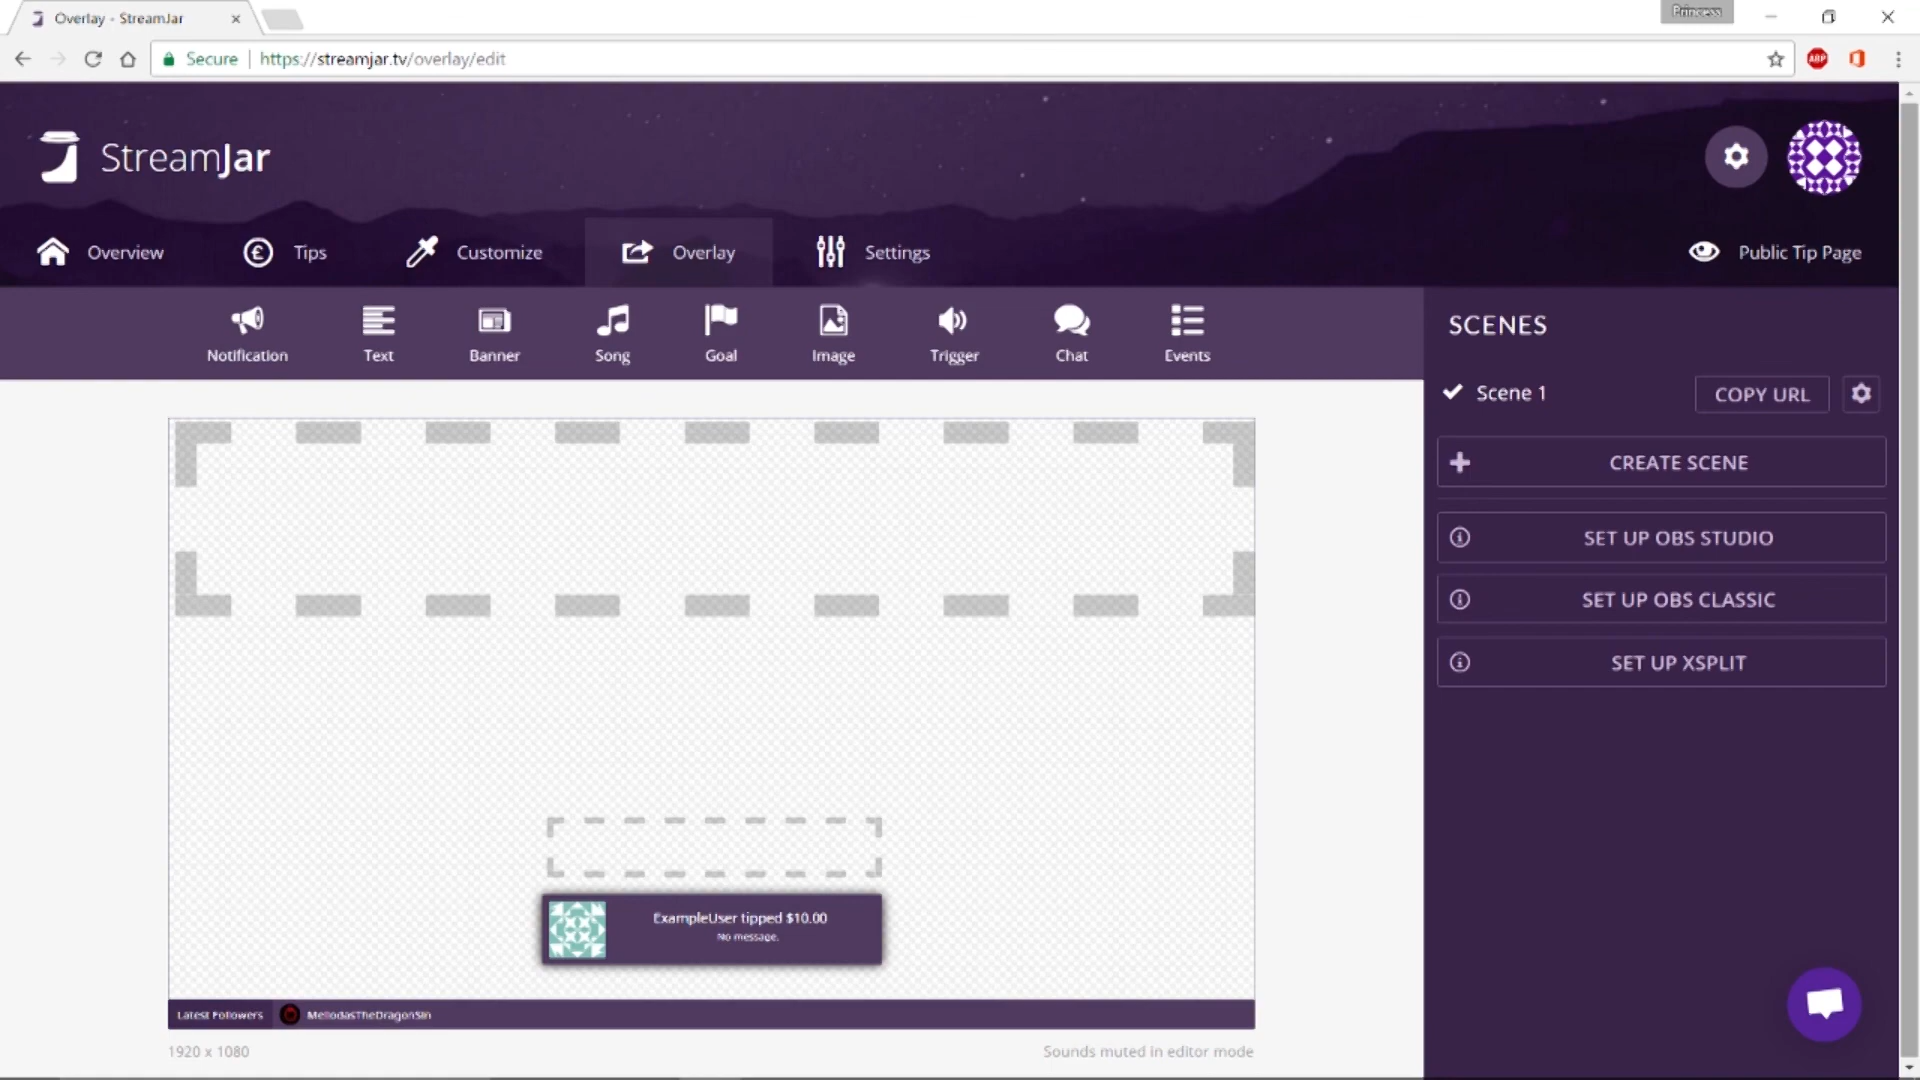 Overlay - StreamJar
Princess
Secure
https://streamjar.tv/overlay/edit
StreamJar
Overview
Tips
Customize
Overlay
Settings
Public Tip Page
Notification
Text
Banner
Song
Goal
Image
Trigger
Chat
Events
SCENES
Scene 1
COPY URL
CREATE SCENE
SET UP OBS STUDIO
SET UP OBS CLASSIC
SET UP XSPLIT
ExampleUser tipped $10.00
No message.
Latest Followers
MeliodasTheDragonSin
1920 x 1080
Sounds muted in editor mode
ABP